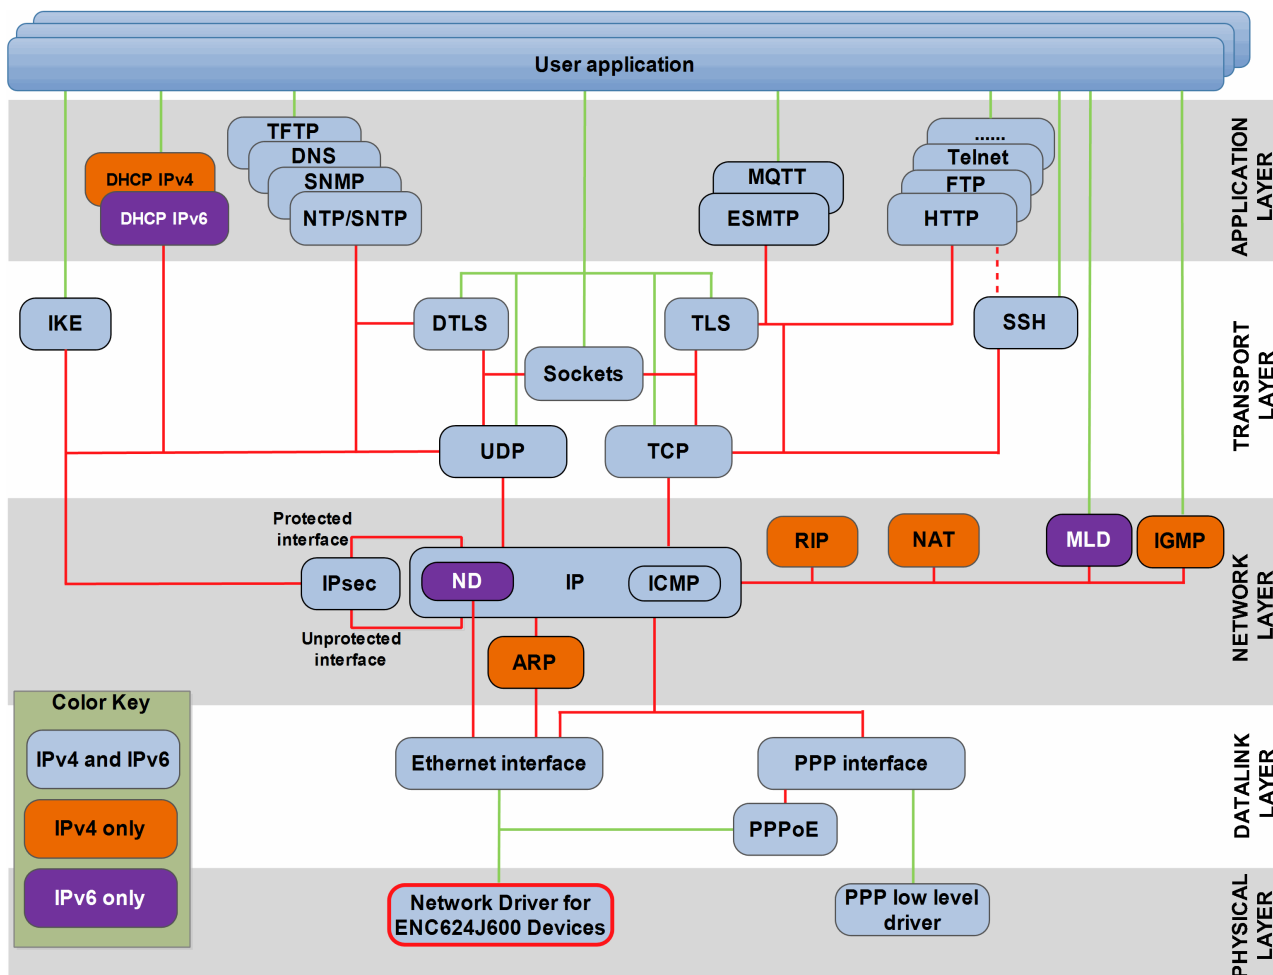 User application
TFTP
DNS
SNMP
NTP/SNTP
DHCP IPv4
DHCP IPv6
MQTT
ESMTP
......
Telnet
FTP
HTTP
APPLICATION
LAYER
IKE
DTLS
TLS
SSH
Sockets
UDP
TCP
TRANSPORT
LAYER
Protected
interface
IPsec
Unprotected
interface
ND
IP
ICMP
ARP
RIP
NAT
MLD
IGMP
NETWORK
LAYER
Color Key
IPv4 and IPv6
IPv4 only
IPv6 only
Ethernet interface
PPP interface
PPPoE
DATALINK
LAYER
Network Driver for
ENC624J600 Devices
PPP low level
driver
PHYSICAL
LAYER